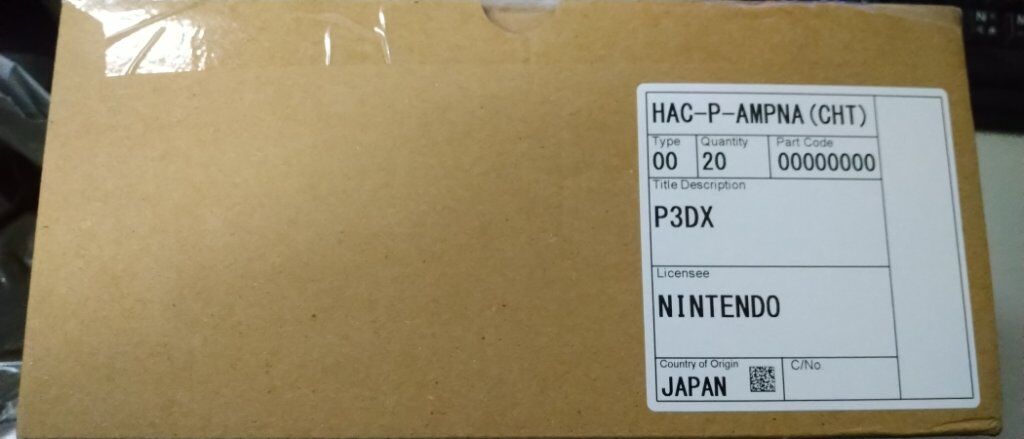 HAC-P-AMPNA(CHT)
Type Quantity Part Code
00 20 00000000
Title Description
P3DX
Licensee
NINTENDO
Country of Origin C/No.
JAPAN